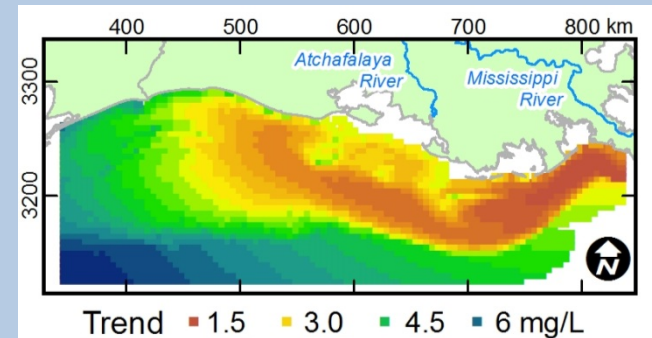 400 500 600 700 800 km
3300
3200
Atchafalaya
River
Mississippi
River
N
Trend 1.5 3.0 4.5 6 mg/L